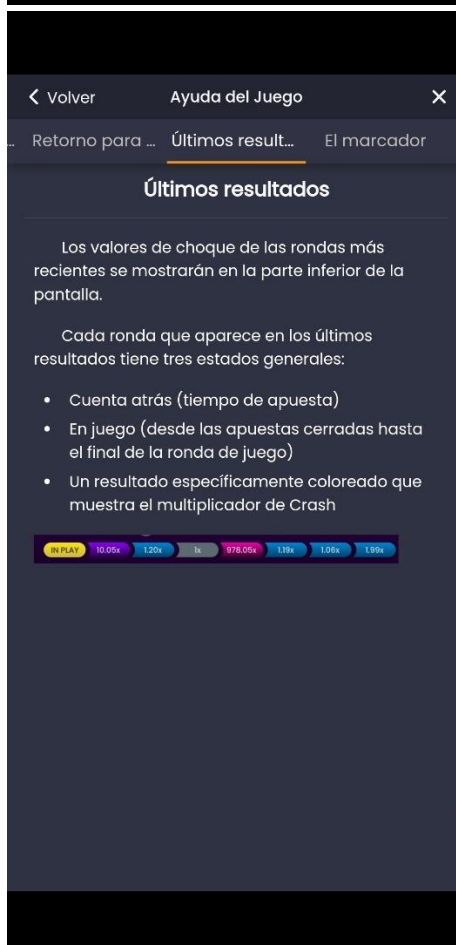 Volver
Ayuda del Juego
... Retorno para ... Últimos result... El marcador
Últimos resultados
Los valores de choque de las rondas más
recientes se mostrarán en la parte inferior de la
pantalla.
Cada ronda que aparece en los últimos
resultados tiene tres estados generales:
• Cuenta atrás (tiempo de apuesta)
• En juego (desde las apuestas cerradas hasta
el final de la ronda de juego)
• Un resultado específicamente coloreado que
muestra el multiplicador de Crash
IN PLAY 10.05x 1.20x 1x 978.05x 1.19x 1.06x 1.99x